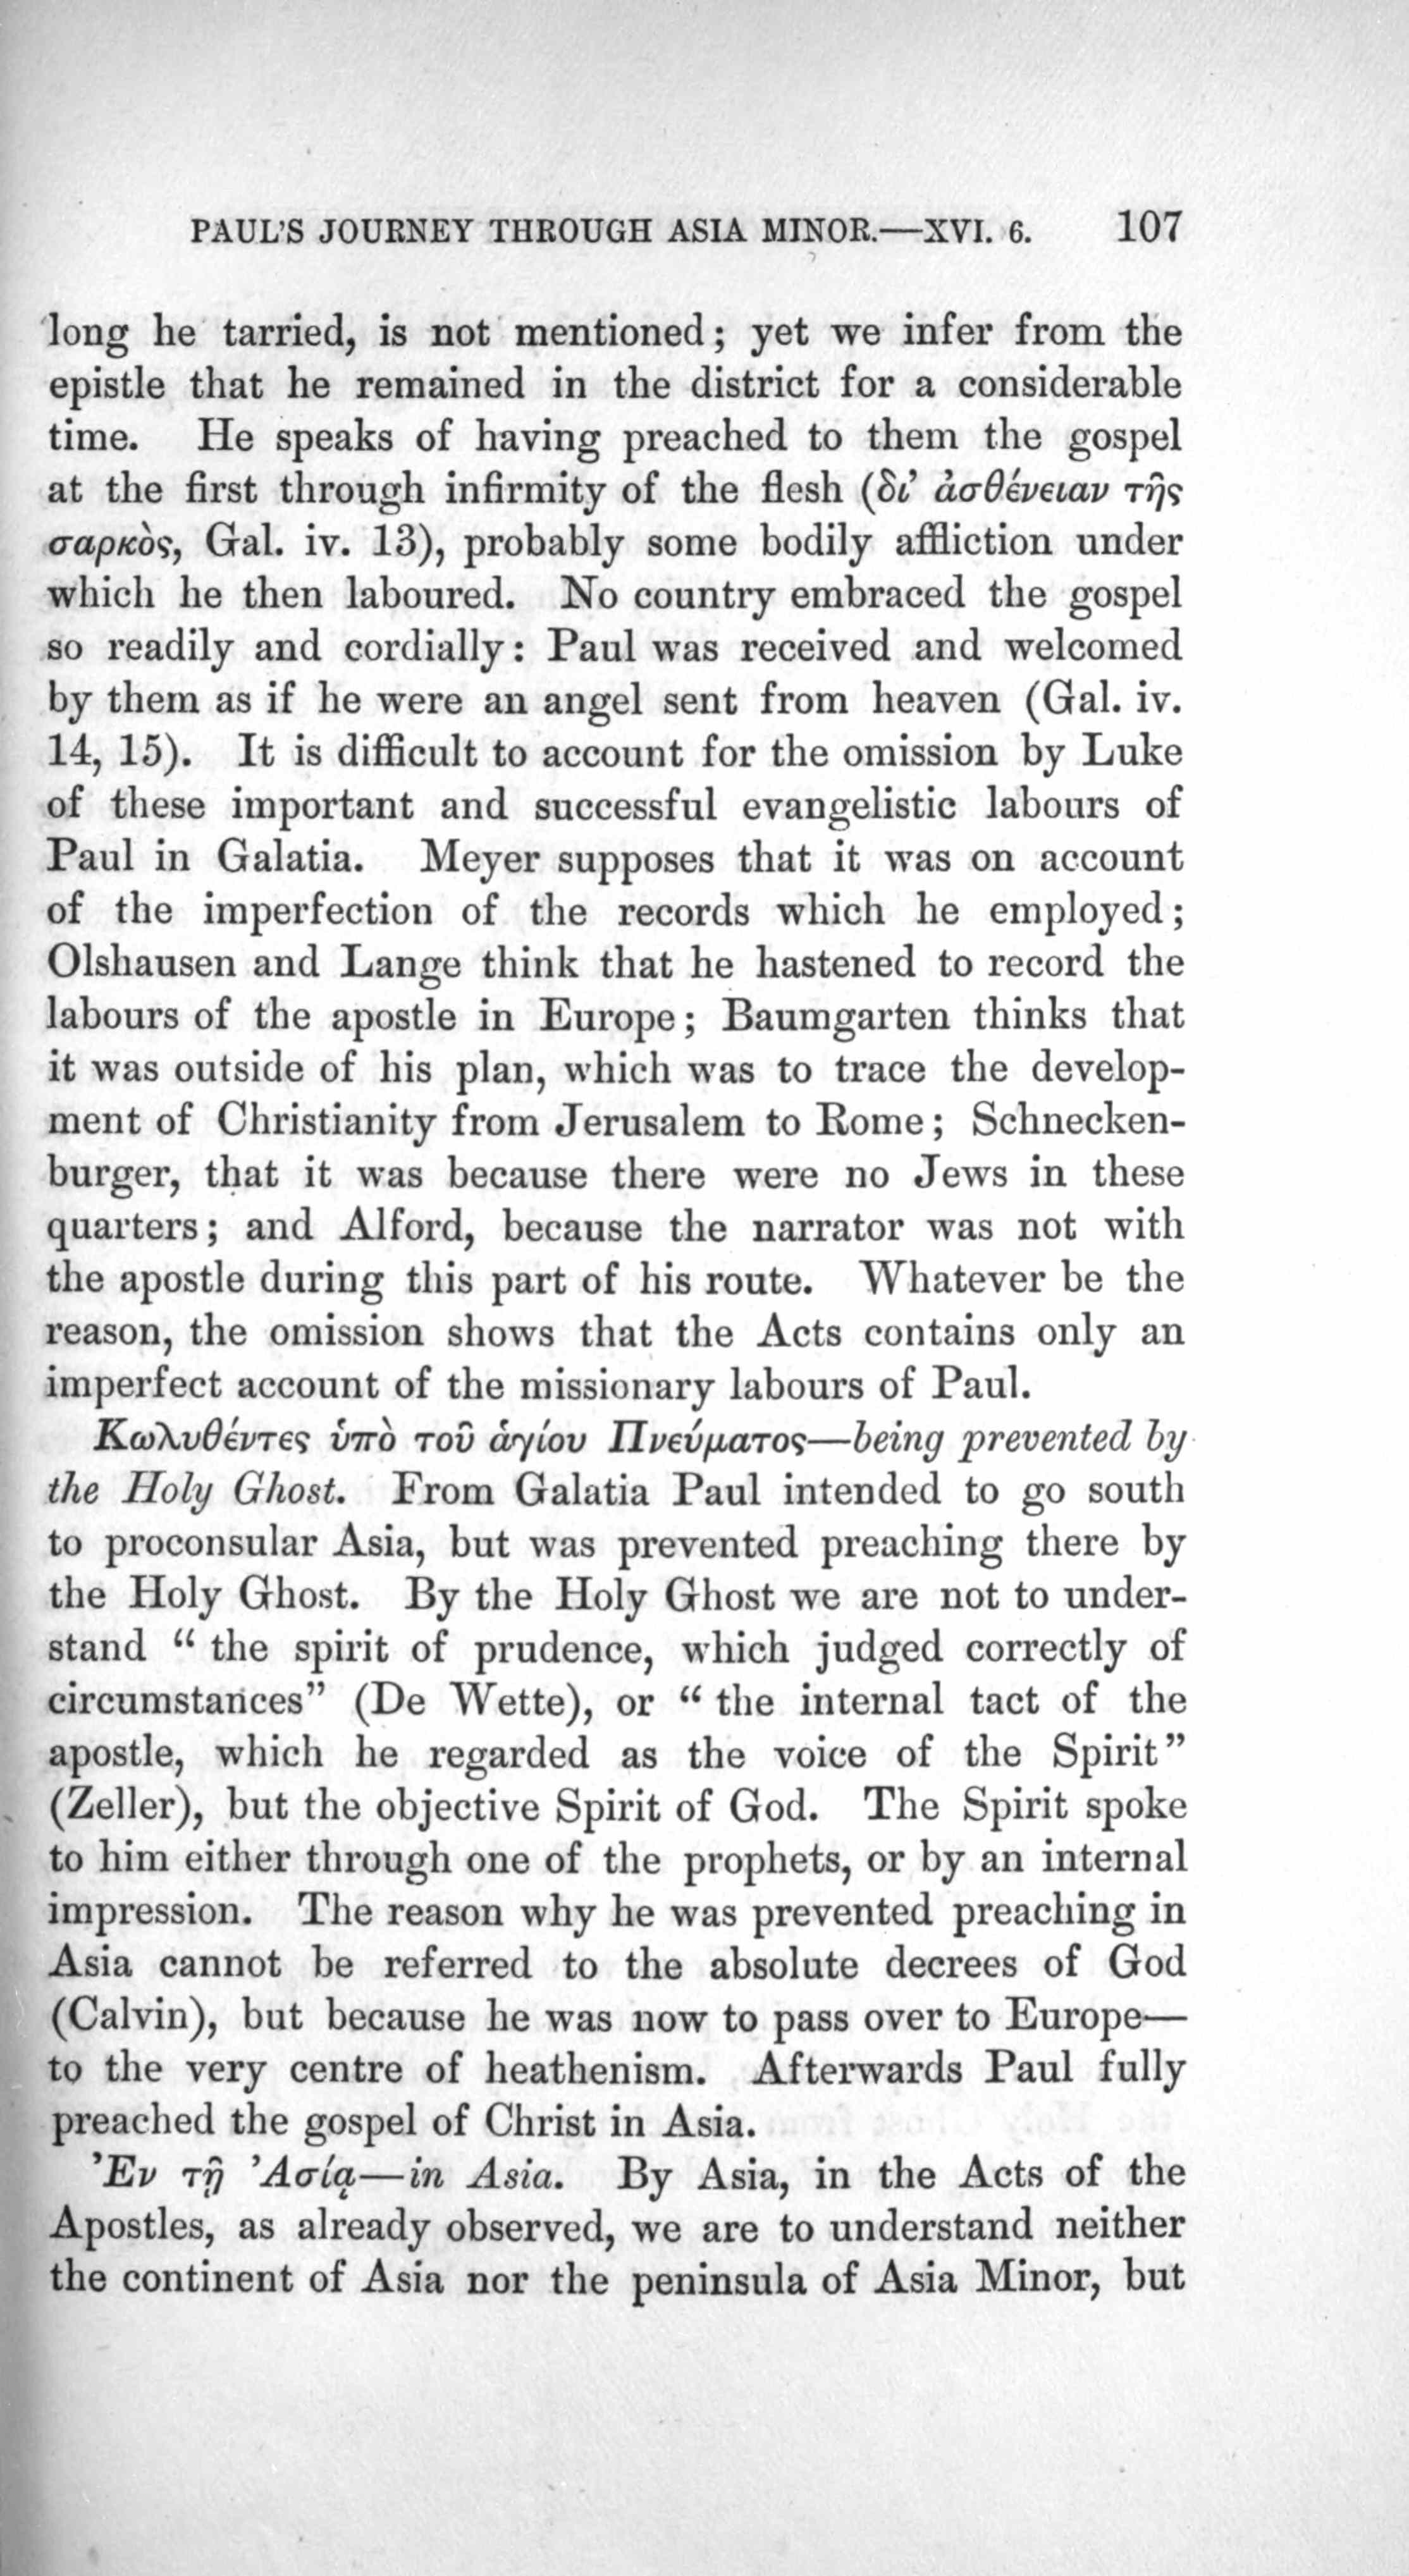 PAUL'S JOURNEY THROUGH ASIA MINOR.—XVI. 6. 107
long he tarried, is not mentioned; yet we infer from the
epistle that he remained in the district for a considerable
time. He speaks of having preached to them the gospel
at the first through infirmity of the flesh (δι' ἀσθένειαν τῆς
σαρκὸς, Gal. iv. 13), probably some bodily affliction under
which he then laboured. No country embraced the gospel
so readily and cordially: Paul was received and welcomed
by them as if he were an angel sent from heaven (Gal. iv.
14, 15). It is difficult to account for the omission by Luke
of these important and successful evangelistic labours of
Paul in Galatia. Meyer supposes that it was on account
of the imperfection of the records which he employed;
Olshausen and Lange think that he hastened to record the
labours of the apostle in Europe; Baumgarten thinks that
it was outside of his plan, which was to trace the develop-
ment of Christianity from Jerusalem to Rome; Schnecken-
burger, that it was because there were no Jews in these
quarters; and Alford, because the narrator was not with
the apostle during this part of his route. Whatever be the
reason, the omission shows that the Acts contains only an
imperfect account of the missionary labours of Paul.
Κωλυθέντες ὑπὸ τοῦ ἁγίου Πνεύματος—being prevented by
the Holy Ghost. From Galatia Paul intended to go south
to proconsular Asia, but was prevented preaching there by
the Holy Ghost. By the Holy Ghost we are not to under-
stand "the spirit of prudence, which judged correctly of
circumstances" (De Wette), or "the internal tact of the
apostle, which he regarded as the voice of the Spirit"
(Zeller), but the objective Spirit of God. The Spirit spoke
to him either through one of the prophets, or by an internal
impression. The reason why he was prevented preaching in
Asia cannot be referred to the absolute decrees of God
(Calvin), but because he was now to pass over to Europe—
to the very centre of heathenism. Afterwards Paul fully
preached the gospel of Christ in Asia.
Ἐν τῇ Ἀσίᾳ—in Asia. By Asia, in the Acts of the
Apostles, as already observed, we are to understand neither
the continent of Asia nor the peninsula of Asia Minor, but